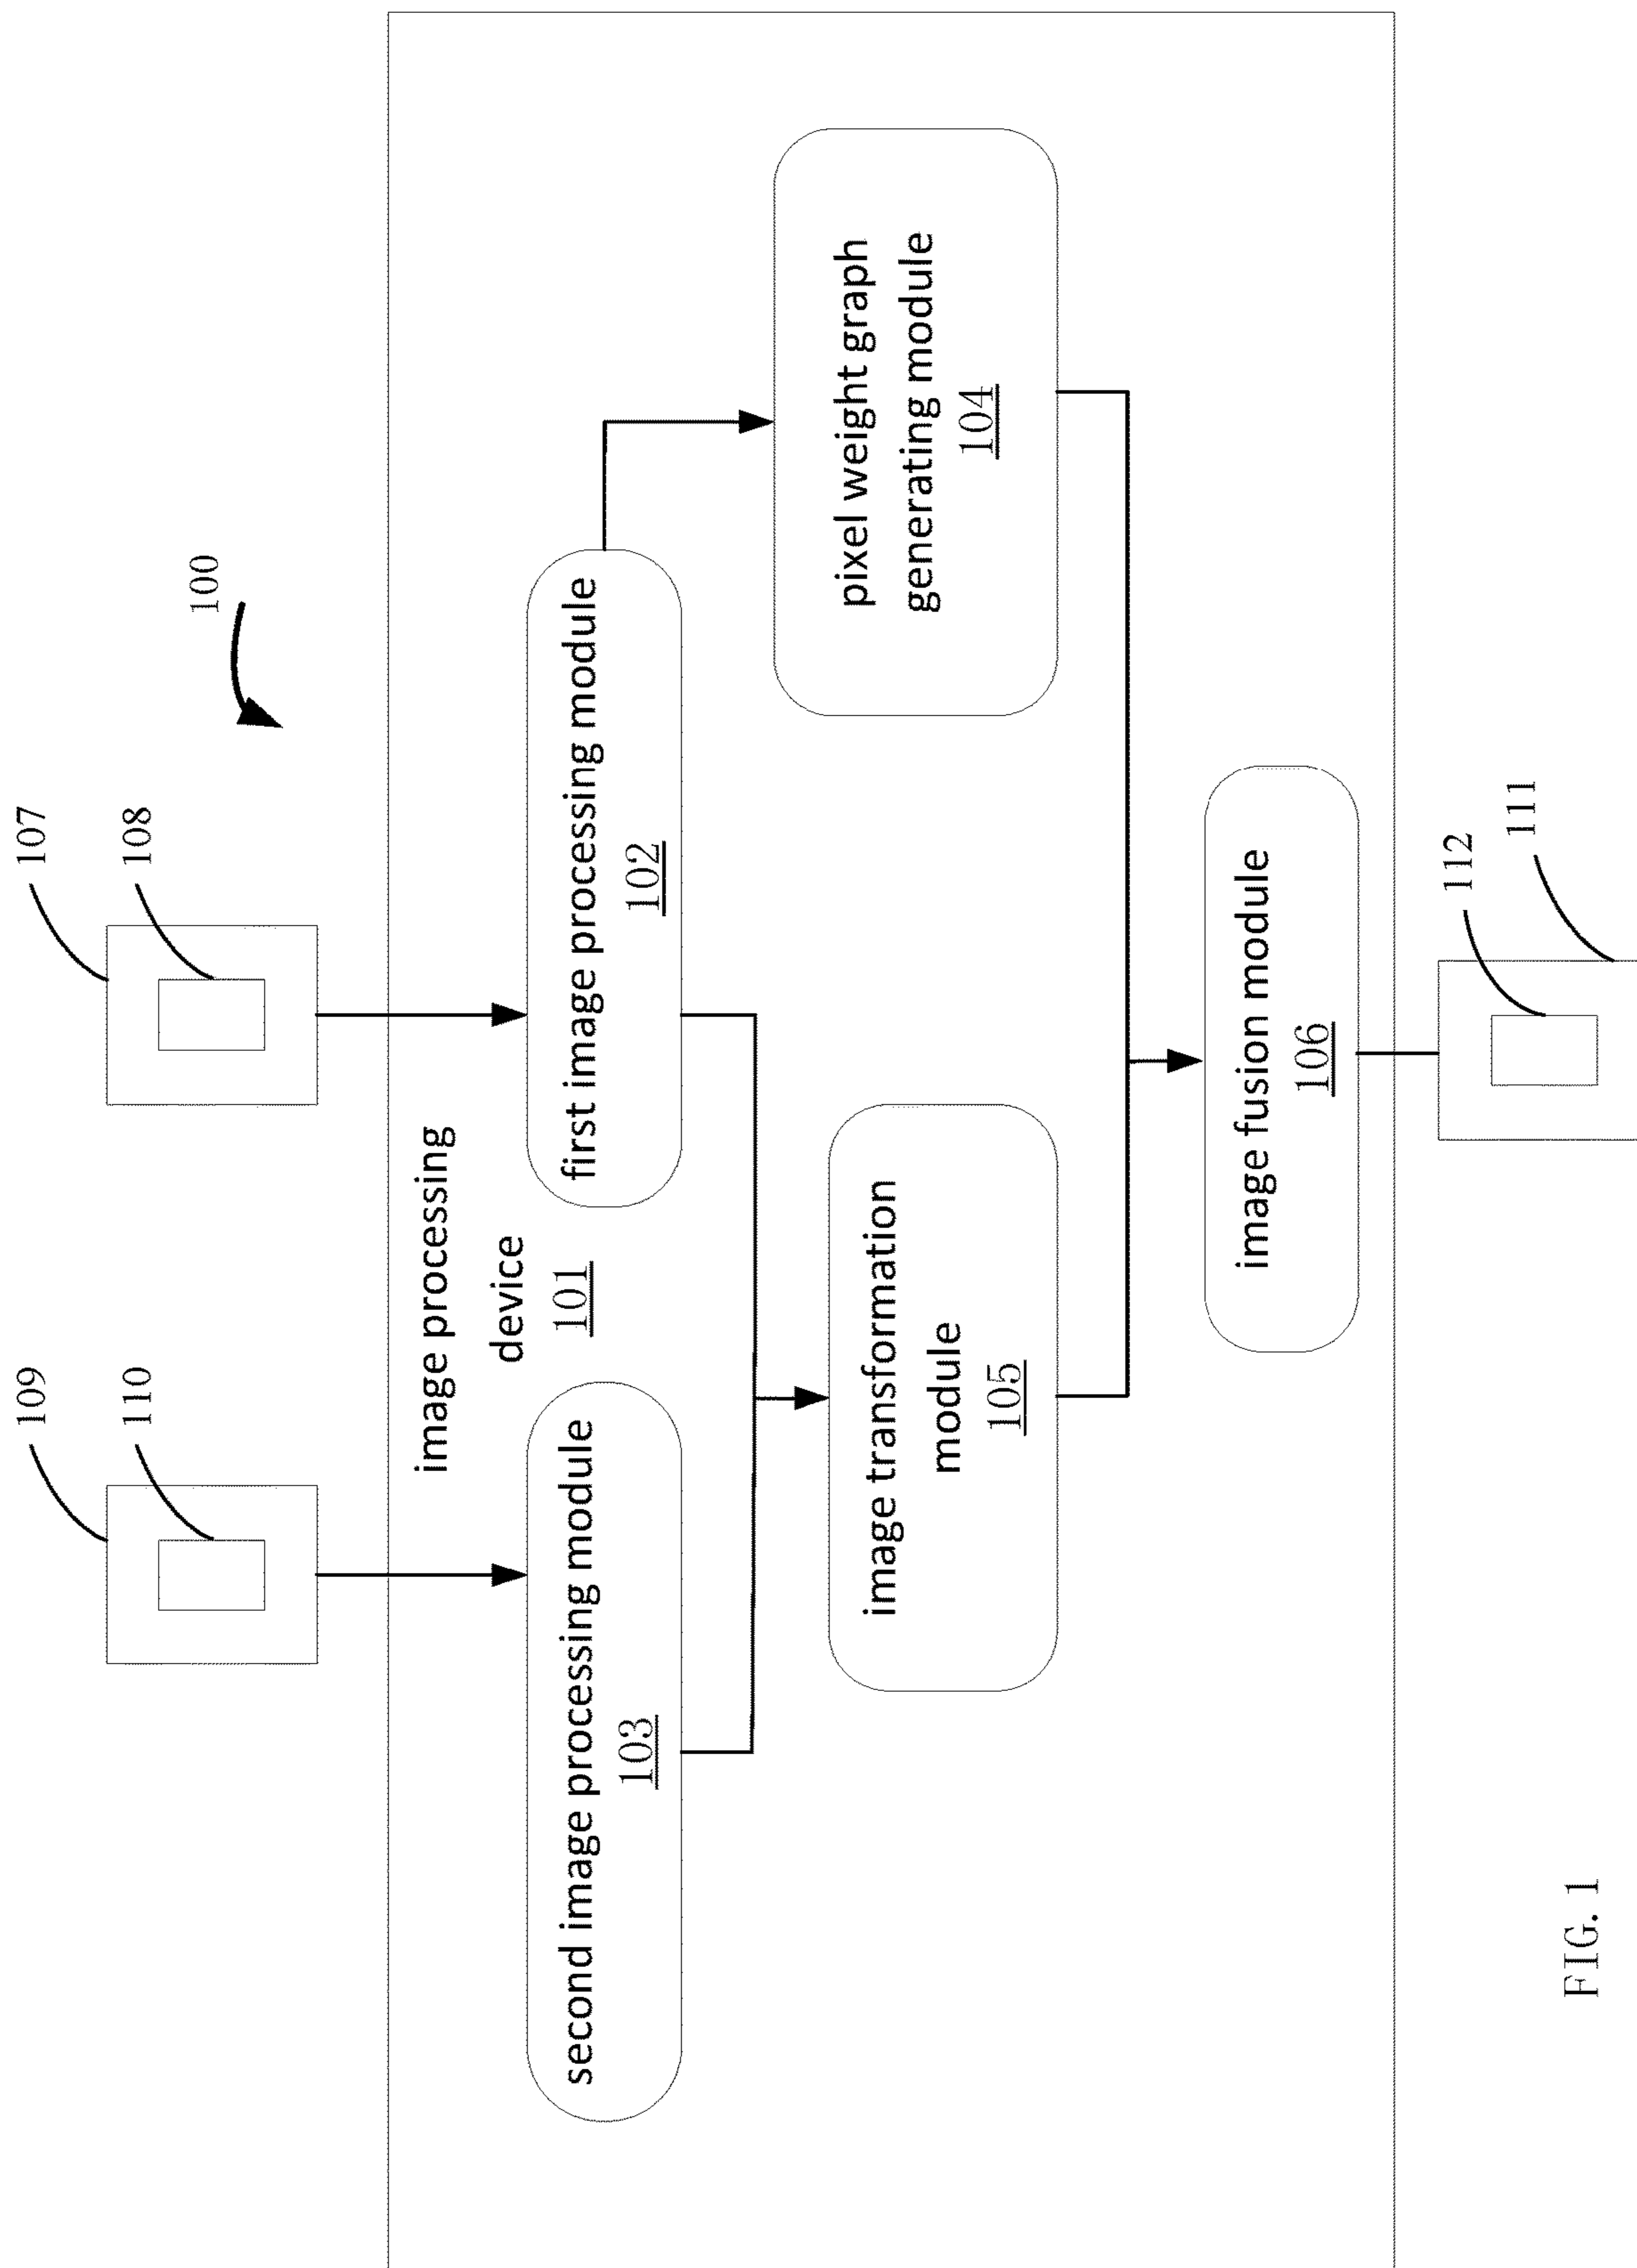 100
109
110
107
108
image processing
device
101
second image processing module
103
first image processing module
102
image transformation
module
105
pixel weight graph
generating module
104
image fusion module
106
112
111
FIG. 1